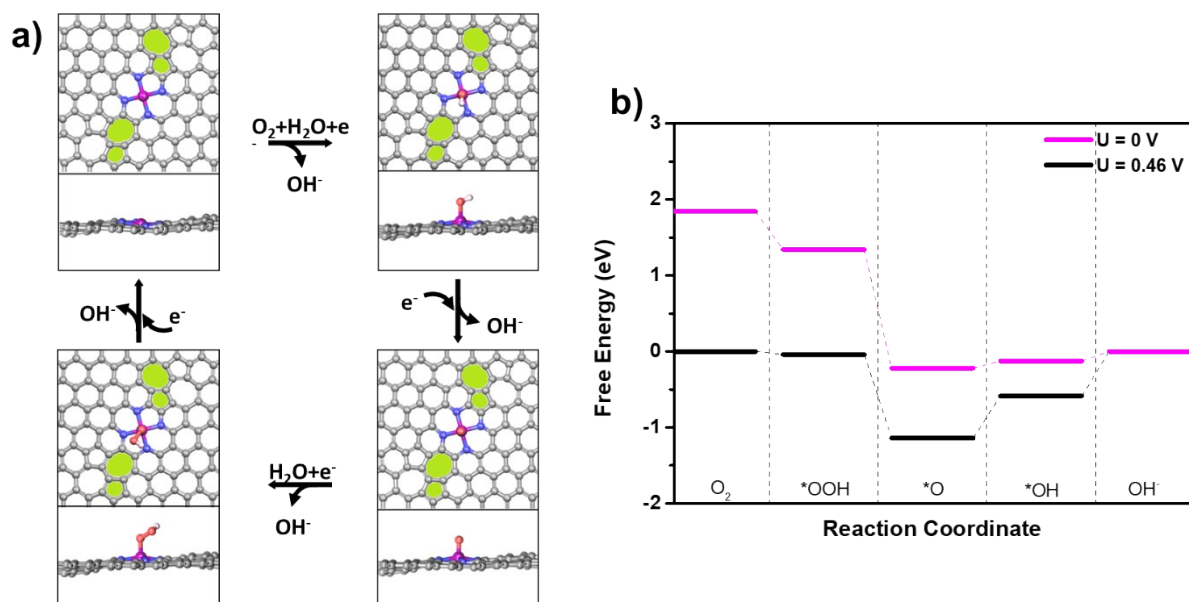 a)
O₂+H₂O+e
-
OH⁻
OH⁻
e⁻
e⁻
OH⁻
H₂O+e⁻
OH⁻
b)
U = 0 V
U = 0.46 V
3
2
1
0
-1
-2
Free Energy (eV)
O₂
*OOH
*O
*OH
OH⁻
Reaction Coordinate